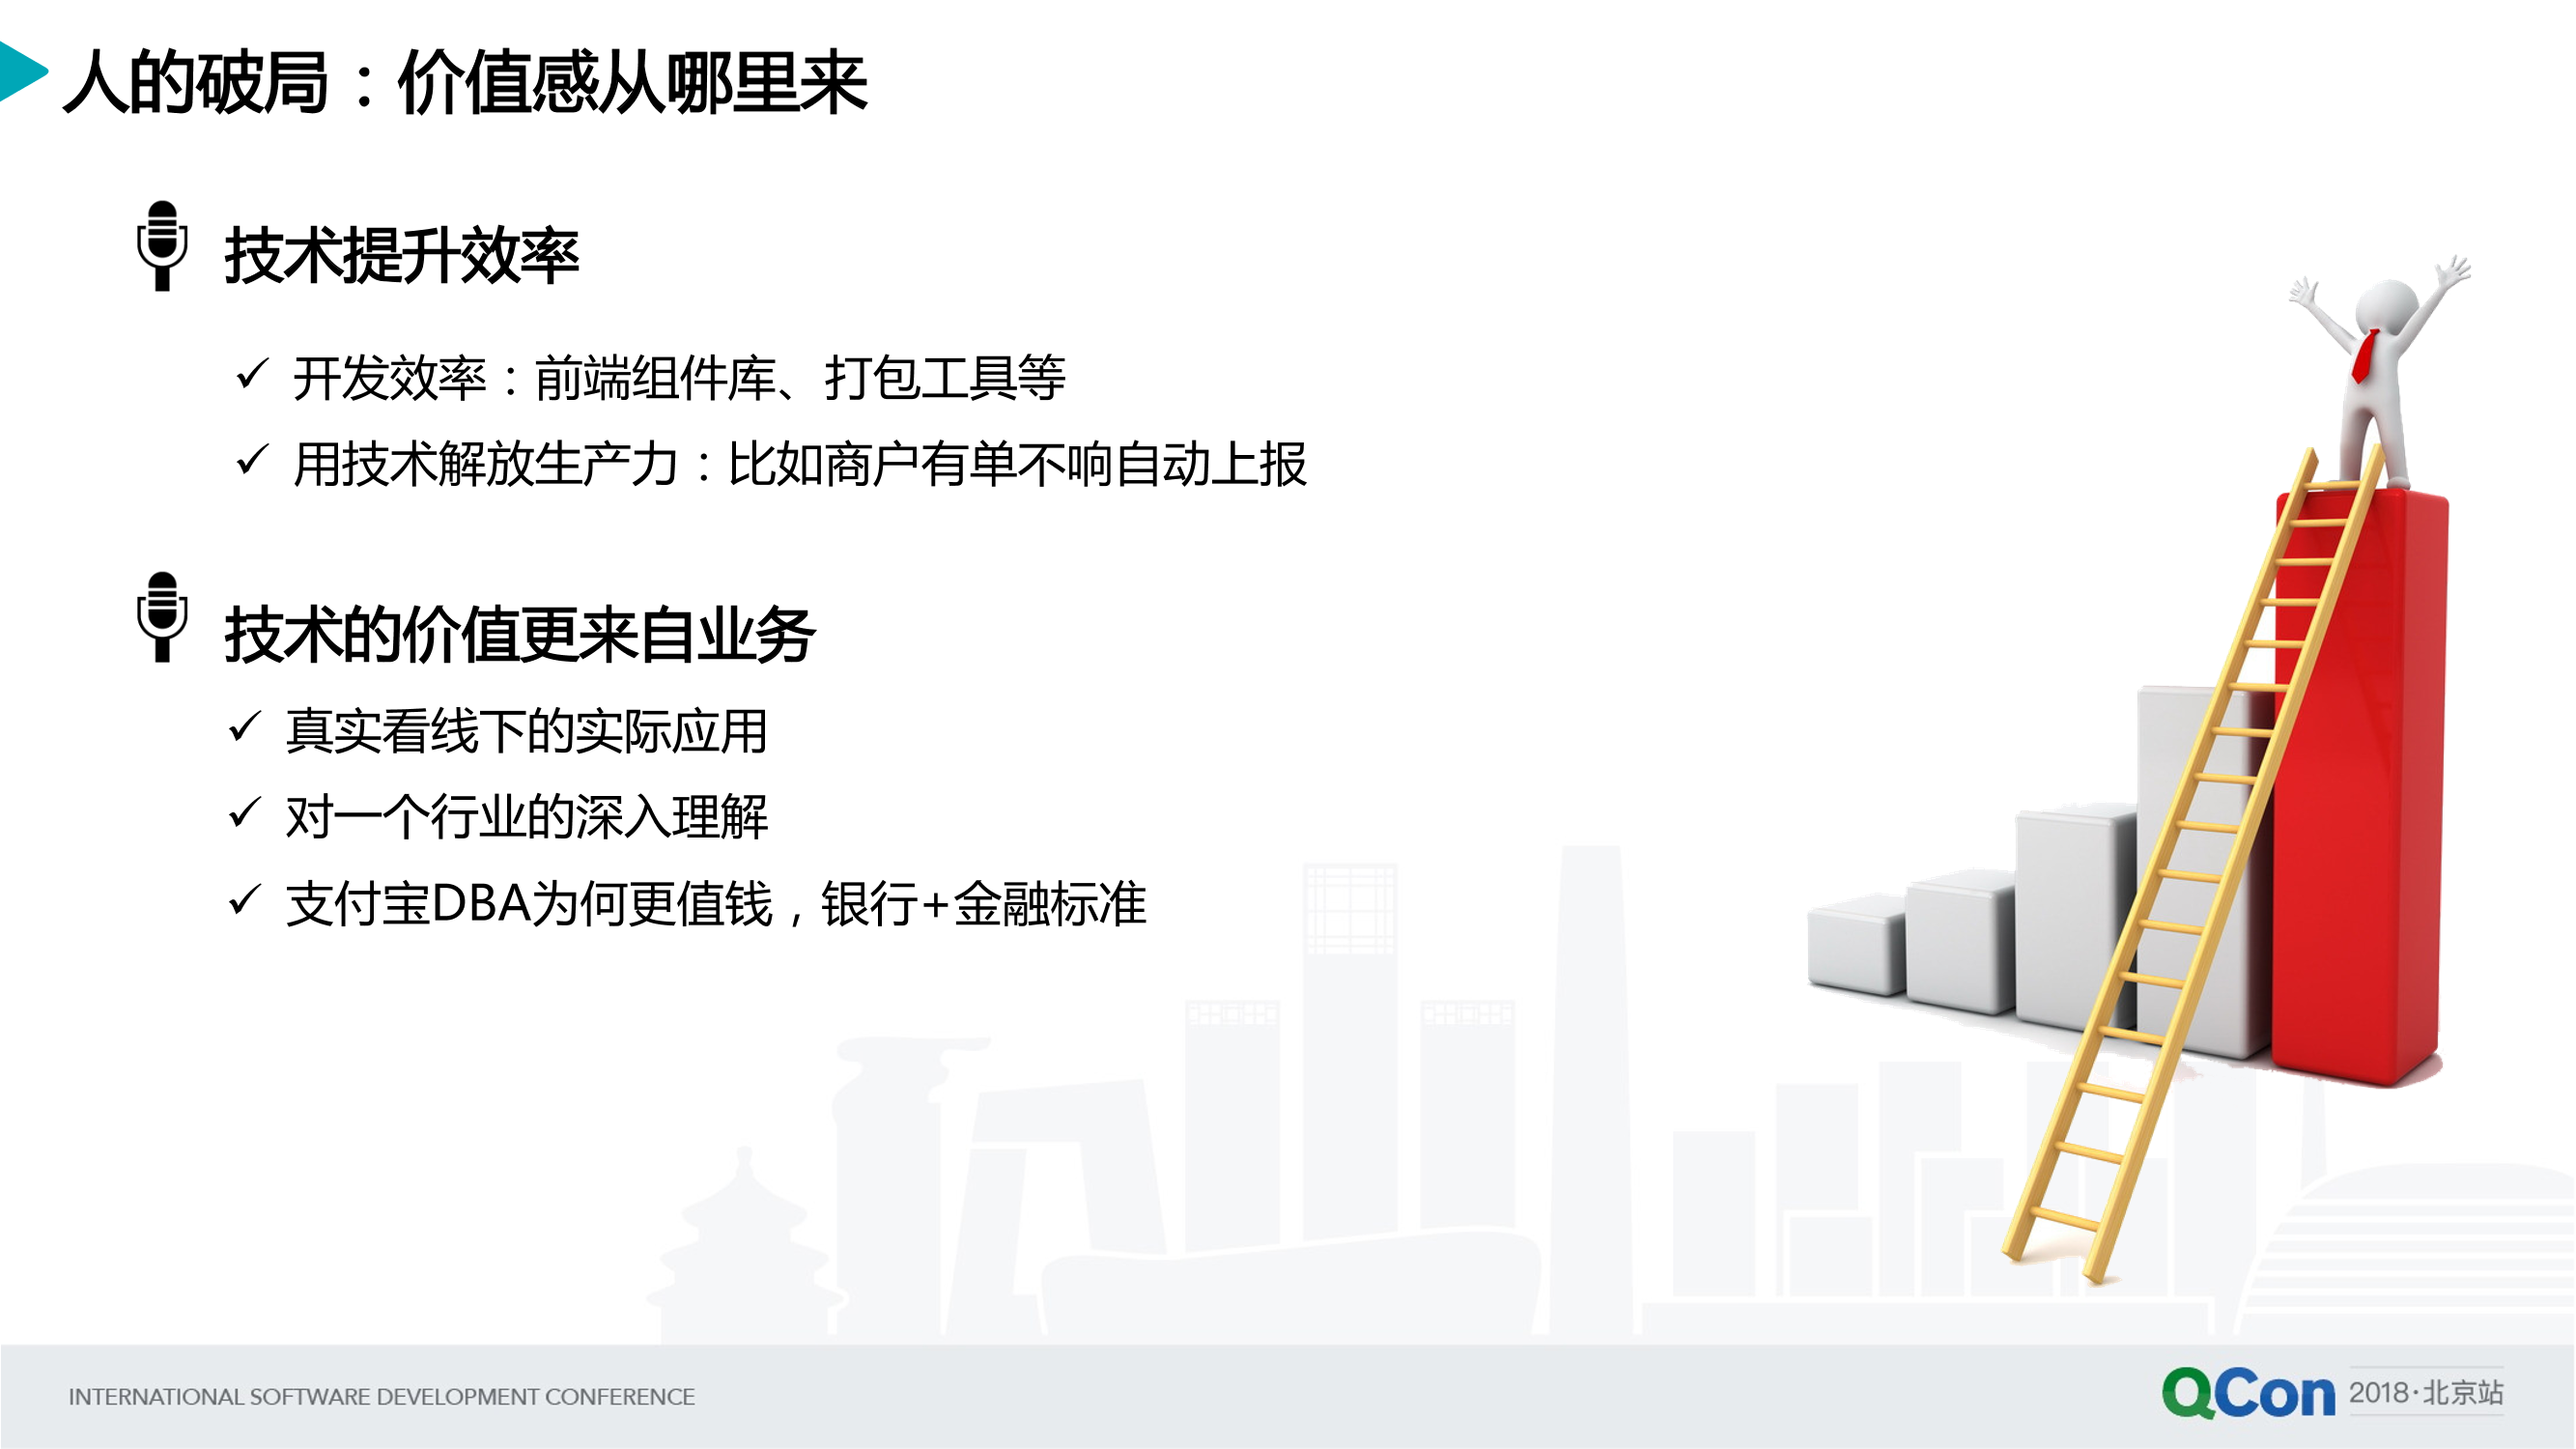 人的破局：价值感从哪里来
技术提升效率
开发效率：前端组件库、打包工具等
用技术解放生产力：比如商户有单不响自动上报
技术的价值更来自业务
真实看线下的实际应用
对一个行业的深入理解
支付宝DBA为何更值钱，银行+金融标准
INTERNATIONAL SOFTWARE DEVELOPMENT CONFERENCE
QCon 2018·北京站